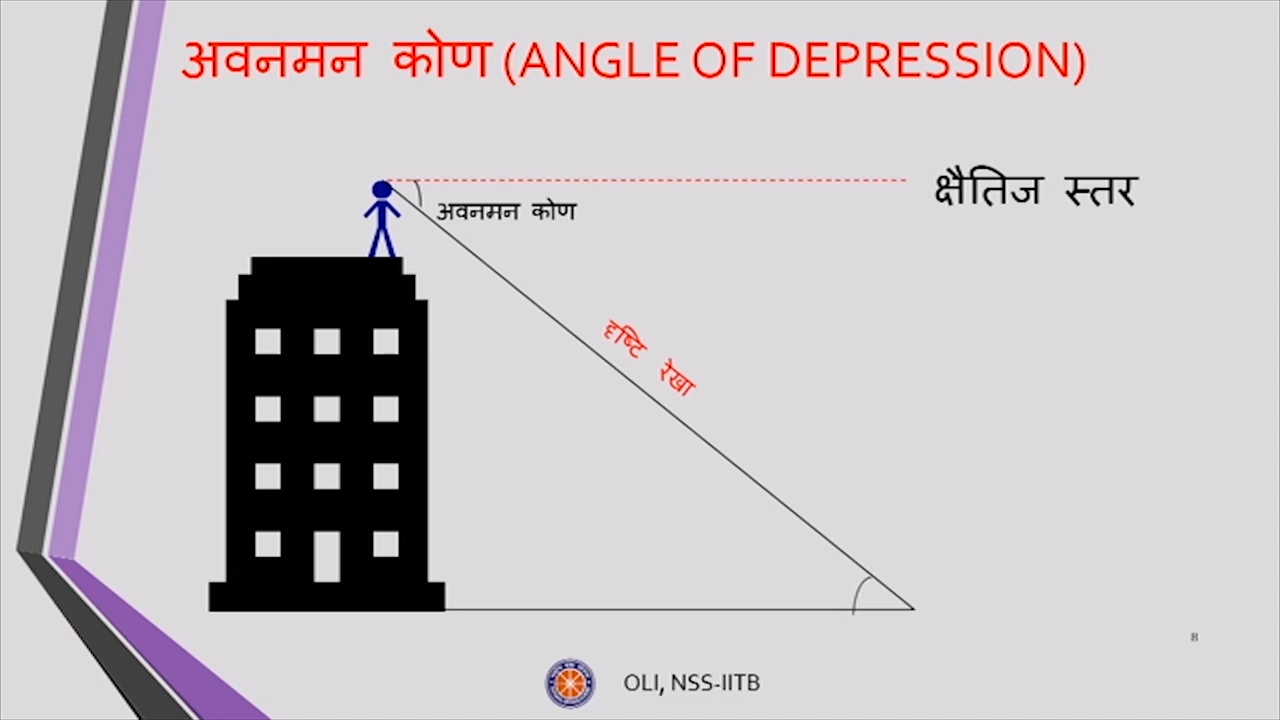 अवनमन कोण (ANGLE OF DEPRESSION)
क्षैतिज स्तर
अवनमन कोण
दृष्टि रेखा
8
OLI, NSS-IITB